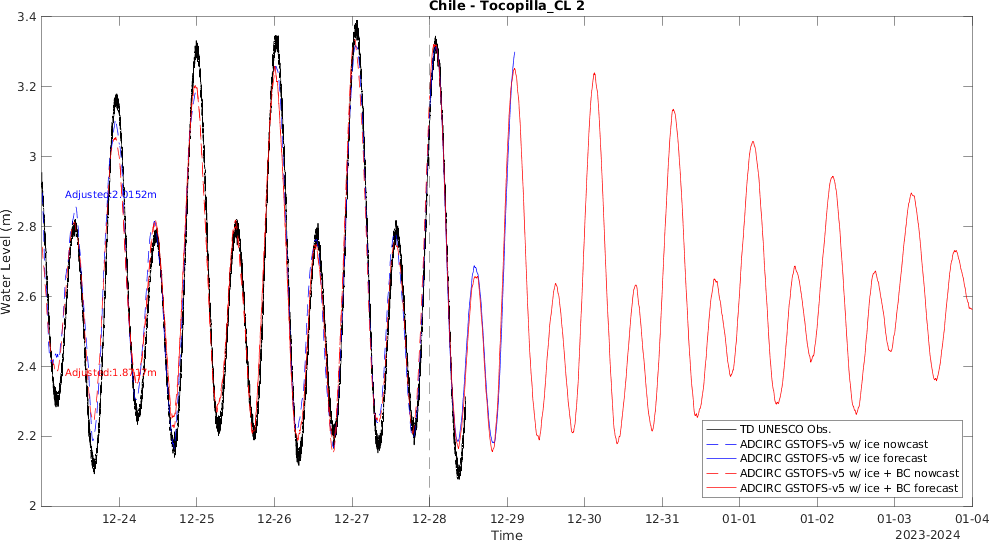 Chile - Tocopilla_CL 2
Water Level (m)
3.4
3.2
3
2.8
2.6
2.4
2.2
2
Adjusted:2.0152m
TD UNESCO Obs.
ADCIRC GSTOFS-v5 w/ ice nowcast
ADCIRC GSTOFS-v5 w/ ice forecast
ADCIRC GSTOFS-v5 w/ ice + BC nowcast
ADCIRC GSTOFS-v5 w/ ice + BC forecast
12-24 12-25 12-26 12-27 12-28 12-29 12-30 12-31 01-01 01-02 01-03 01-04
Time
2023-2024